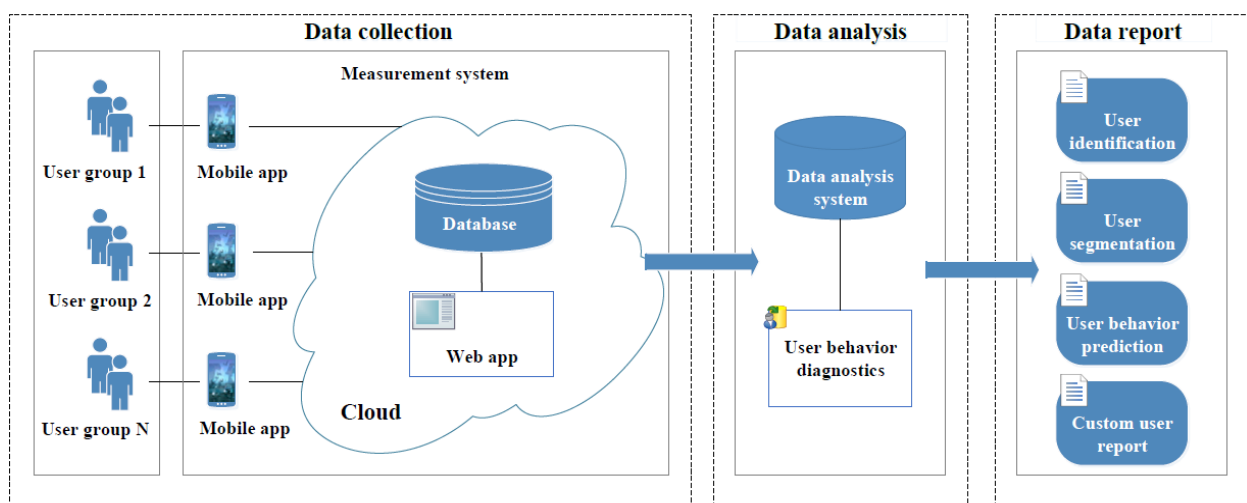 Data collection
Measurement system
User group 1
Mobile app
User group 2
Mobile app
User group N
Mobile app
Database
Web app
Cloud
Data analysis
Data analysis
system
User behavior
diagnostics
Data report
User
identification
User
segmentation
User behavior
prediction
Custom user
report